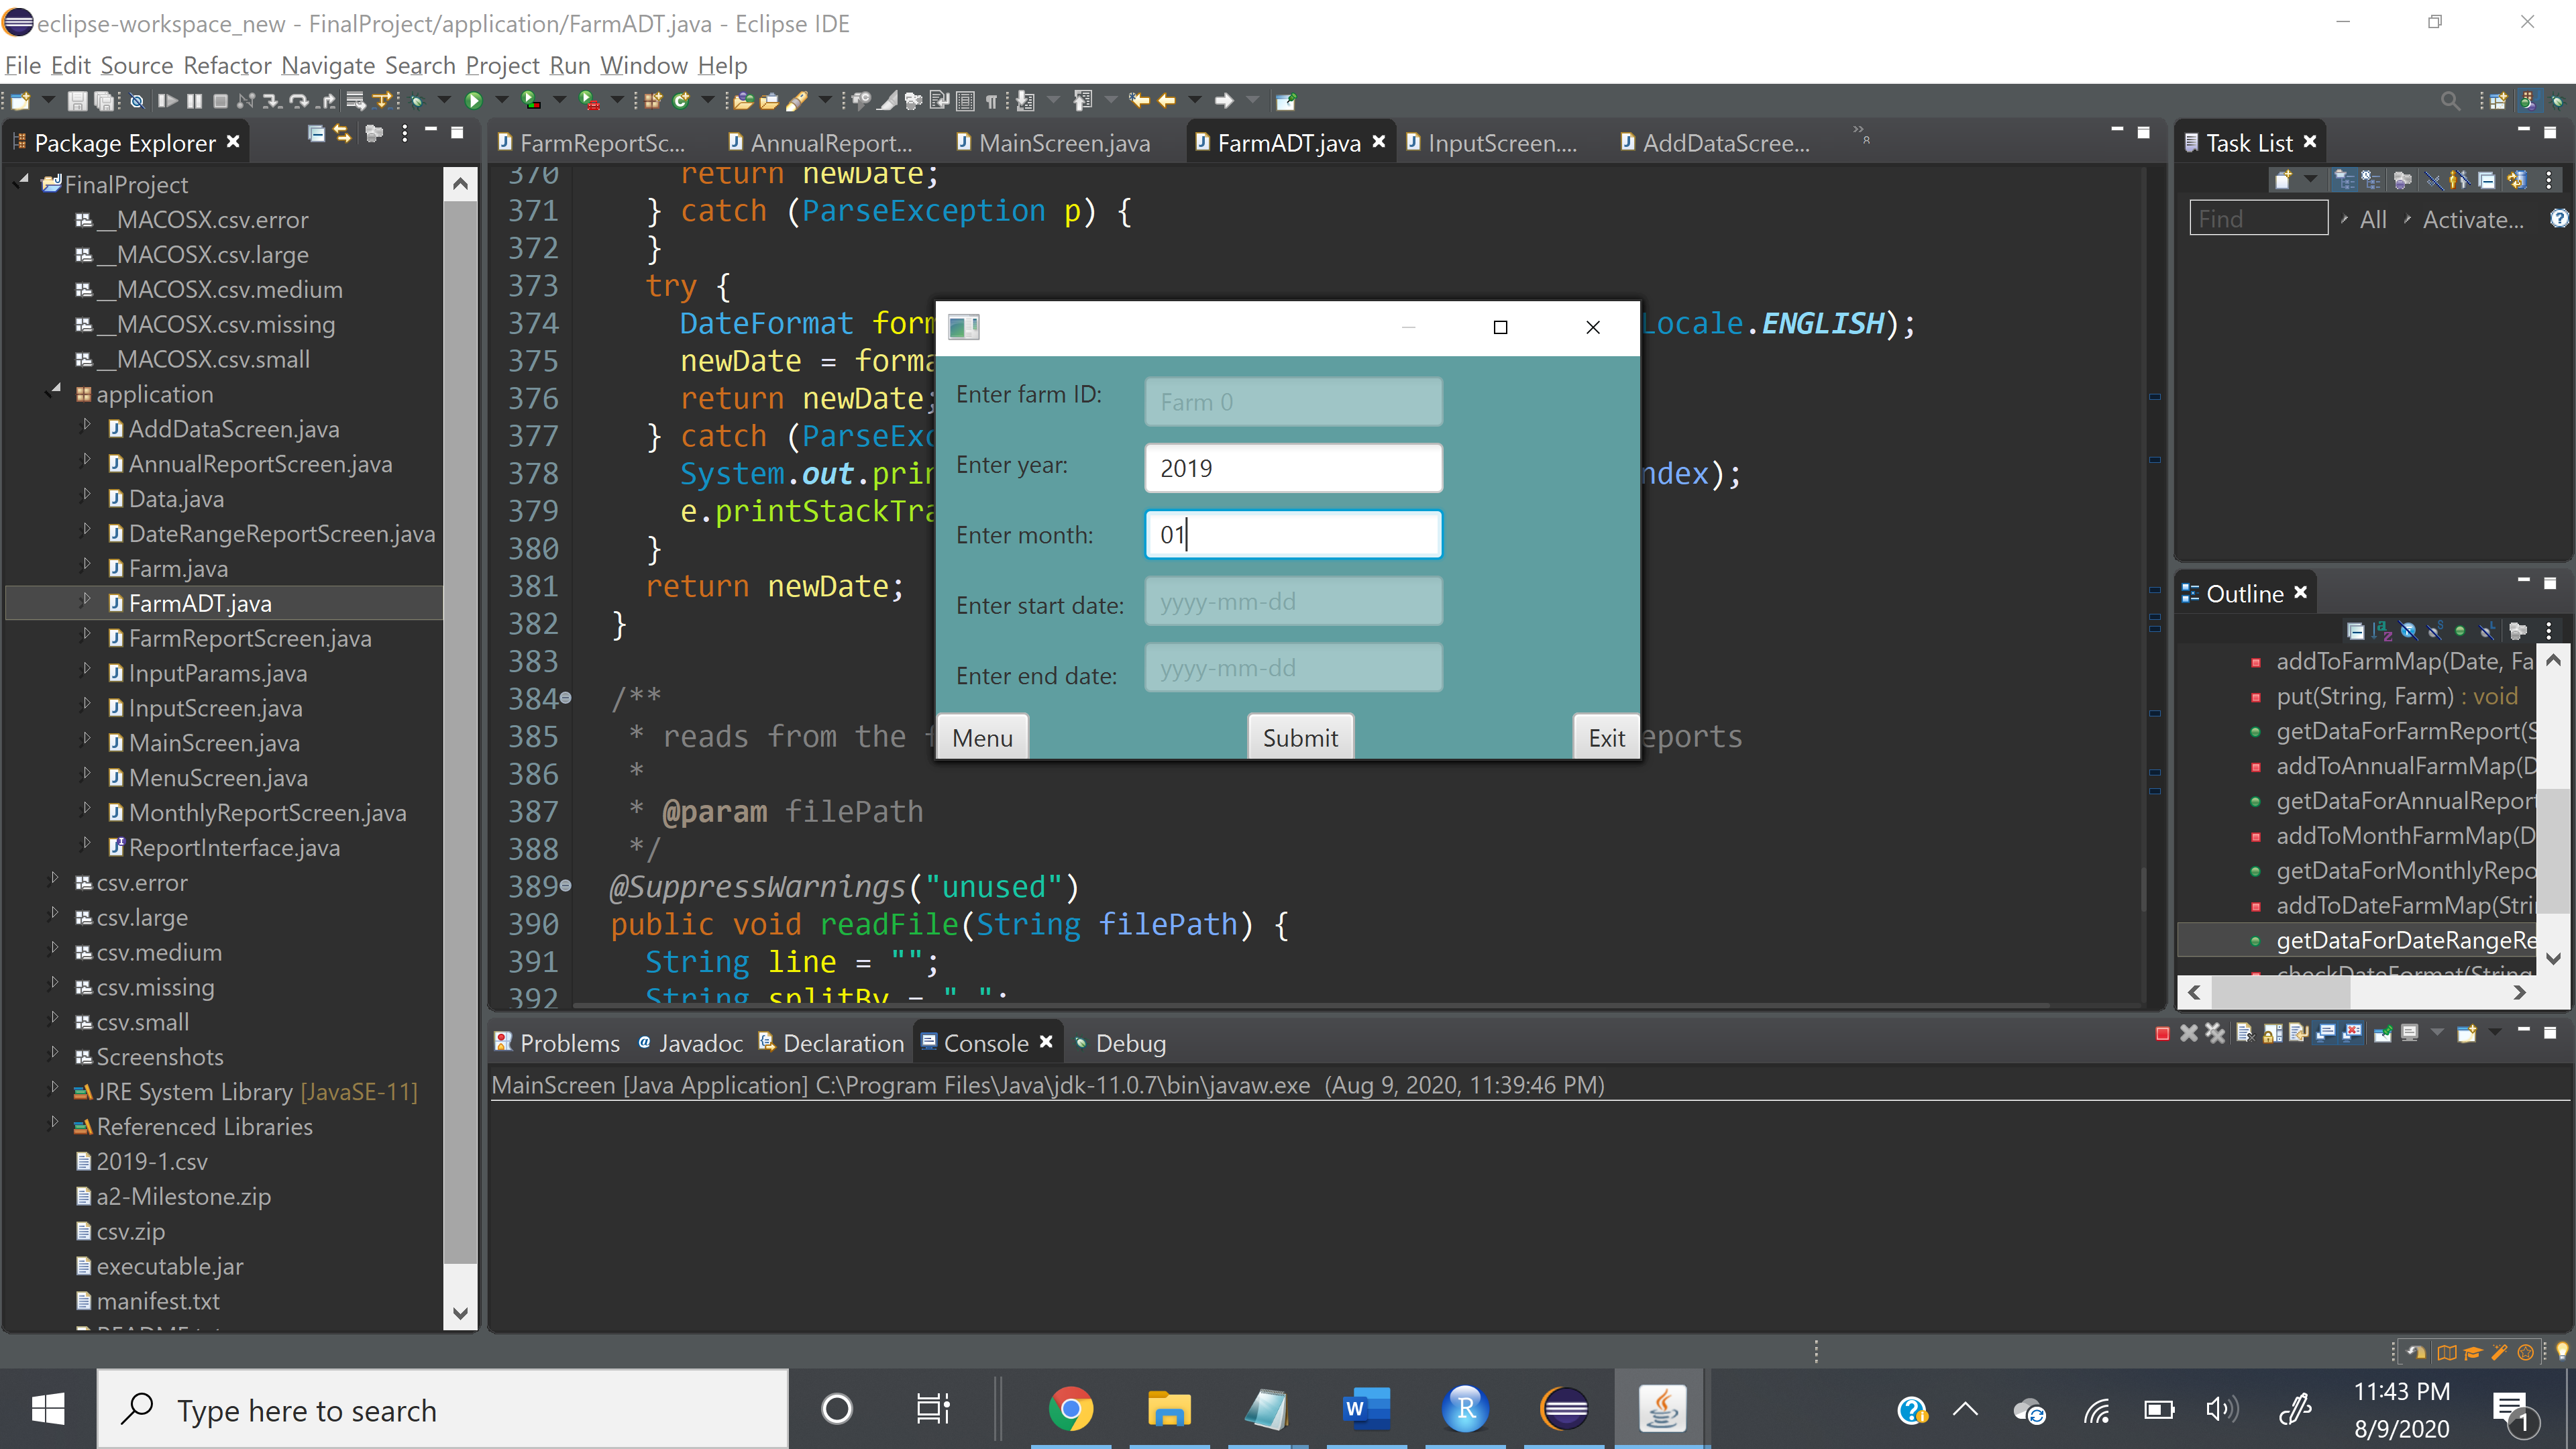 eclipse-workspace_new - FinalProject/application/FarmADT.java - Eclipse IDE
File Edit Source Refactor Navigate Search Project Run Window Help
Package Explorer
FinalProject
__MACOSX.csv.error
__MACOSX.csv.large
__MACOSX.csv.medium
__MACOSX.csv.missing
__MACOSX.csv.small
application
AddDataScreen.java
AnnualReportScreen.java
Data.java
DateRangeReportScreen.java
Farm.java
FarmADT.java
FarmReportScreen.java
InputParams.java
InputScreen.java
MainScreen.java
MenuScreen.java
MonthlyReportScreen.java
ReportInterface.java
csv.error
csv.large
csv.medium
csv.missing
csv.small
Screenshots
JRE System Library [JavaSE-11]
Referenced Libraries
2019-1.csv
a2-Milestone.zip
csv.zip
executable.jar
manifest.txt
FarmReportSc... AnnualReport... MainScreen.java FarmADT.java InputScreen.... AddDataScree... »8
370 return newDate;
371 } catch (ParseException p) {
372 }
373 try {
374 DateFormat form Locale.ENGLISH);
375 newDate = forma
376 return newDate;
377 } catch (ParseExc
378 System.out.prin ndex);
379 e.printStackTra
380 }
381 return newDate;
382 }
383
384 /**
385 * reads from the f eports
386 *
387 * @param filePath
388 */
389 @SuppressWarnings("unused")
390 public void readFile(String filePath) {
391 String line = "";
392 String splitBy = ",";
Enter farm ID: Farm 0
Enter year: 2019
Enter month: 01
Enter start date: yyyy-mm-dd
Enter end date: yyyy-mm-dd
Menu Submit Exit
Task List
Find All Activate...
Outline
addToFarmMap(Date, Fa
put(String, Farm) : void
getDataForFarmReport(S
addToAnnualFarmMap(D
getDataForAnnualReport
addToMonthFarmMap(D
getDataForMonthlyRepo
addToDateFarmMap(Stri
getDataForDateRangeRe
checkDateFormat(String
Problems Javadoc Declaration Console Debug
MainScreen [Java Application] C:\Program Files\Java\jdk-11.0.7\bin\javaw.exe (Aug 9, 2020, 11:39:46 PM)
Type here to search
11:43 PM
8/9/2020
1